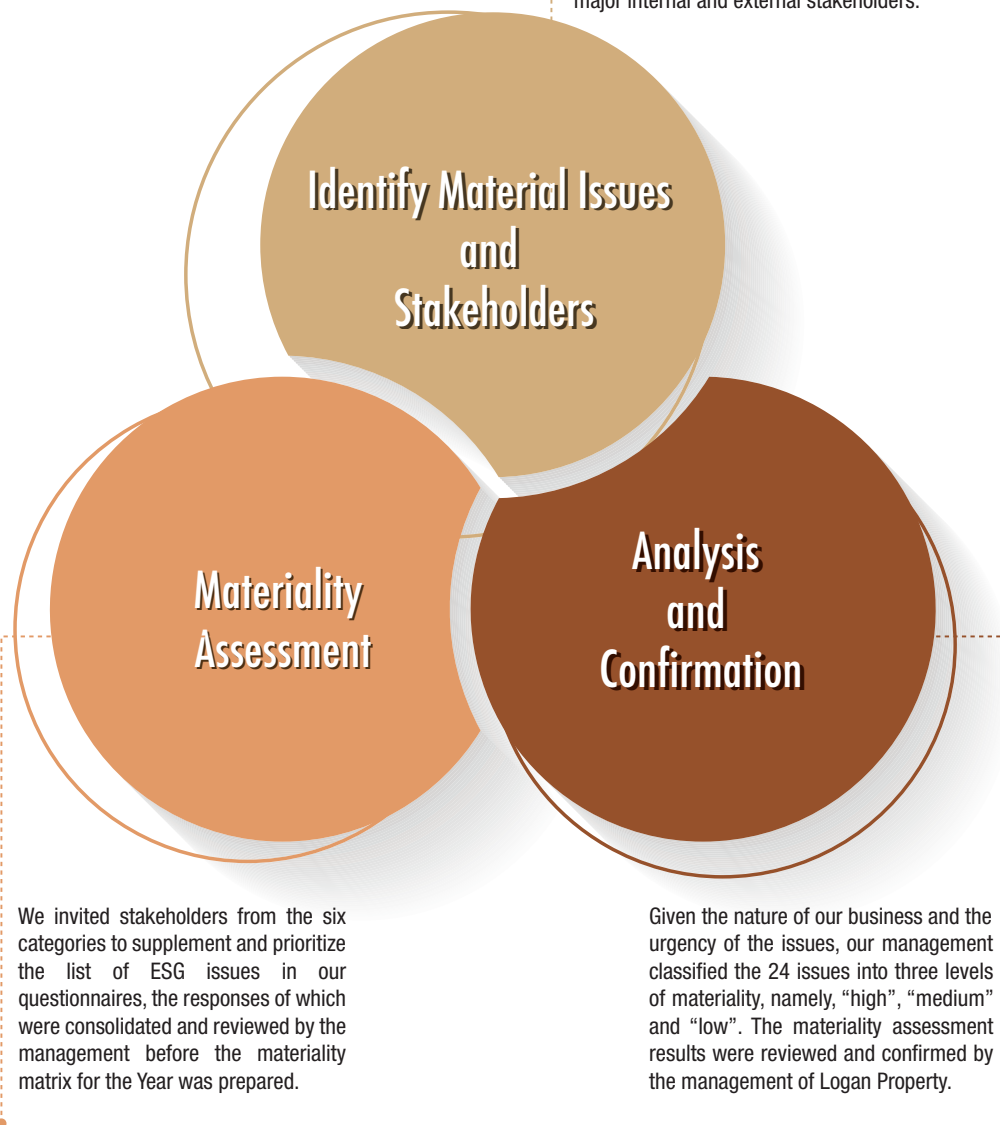 major internal and external stakeholders.
Identify Material Issues
and
Stakeholders
Materiality
Assessment
Analysis
and
Confirmation
We invited stakeholders from the six
categories to supplement and prioritize
the list of ESG issues in our
questionnaires, the responses of which
were consolidated and reviewed by the
management before the materiality
matrix for the Year was prepared.
Given the nature of our business and the
urgency of the issues, our management
classified the 24 issues into three levels
of materiality, namely, “high”, “medium”
and “low”. The materiality assessment
results were reviewed and confirmed by
the management of Logan Property.